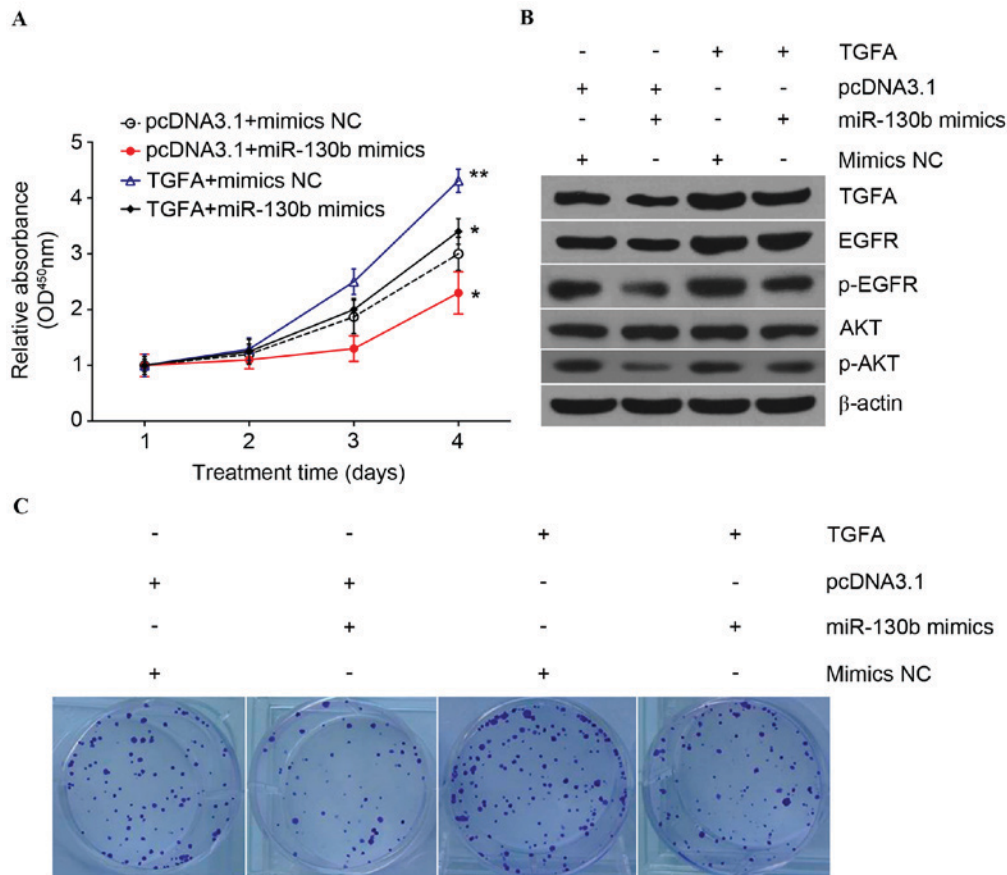 A
pcDNA3.1+mimics NC
pcDNA3.1+miR-130b mimics
TGFA+mimics NC
TGFA+miR-130b mimics
5
4
3
2
1
0
Relative absorbance
(OD⁴⁵⁰nm)
**
*
*
1 2 3 4
Treatment time (days)
B
- - + + TGFA
+ + - - pcDNA3.1
- + - + miR-130b mimics
+ - + - Mimics NC
TGFA
EGFR
p-EGFR
AKT
p-AKT
β-actin
C
- - + + TGFA
+ + - - pcDNA3.1
- + - + miR-130b mimics
+ - + - Mimics NC